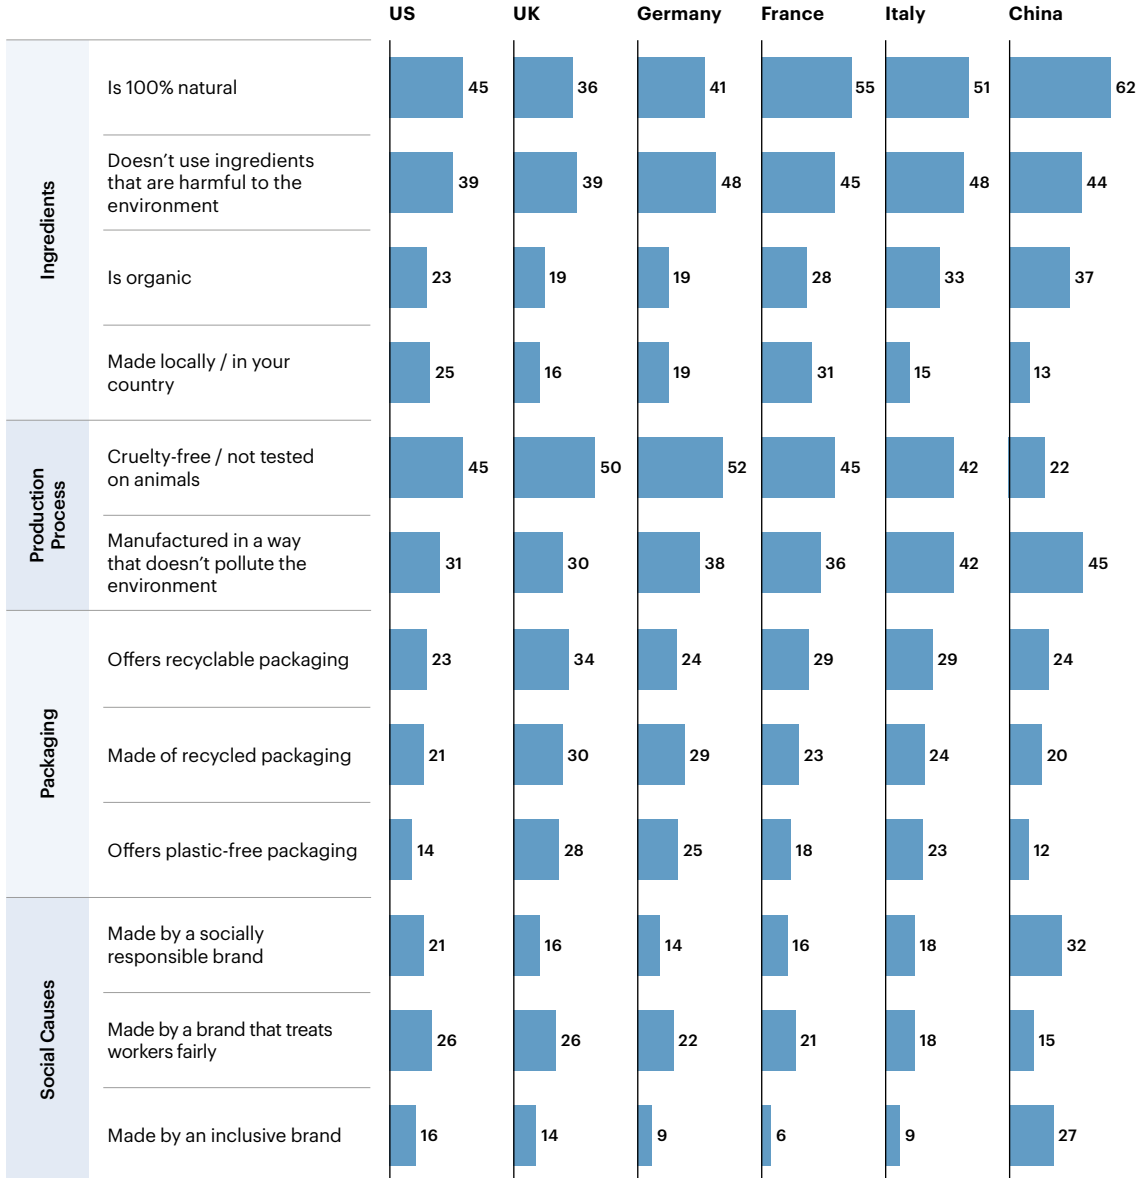 US UK Germany France Italy China
Ingredients
Is 100% natural
45 36 41 55 51 62
Doesn’t use ingredients
that are harmful to the
environment
39 39 48 45 48 44
Is organic
23 19 19 28 33 37
Made locally / in your
country
25 16 19 31 15 13
Production
Process
Cruelty-free / not tested
on animals
45 50 52 45 42 22
Manufactured in a way
that doesn’t pollute the
environment
31 30 38 36 42 45
Packaging
Offers recyclable packaging
23 34 24 29 29 24
Made of recycled packaging
21 30 29 23 24 20
Offers plastic-free packaging
14 28 25 18 23 12
Social Causes
Made by a socially
responsible brand
21 16 14 16 18 32
Made by a brand that treats
workers fairly
26 26 22 21 18 15
Made by an inclusive brand
16 14 9 6 9 27